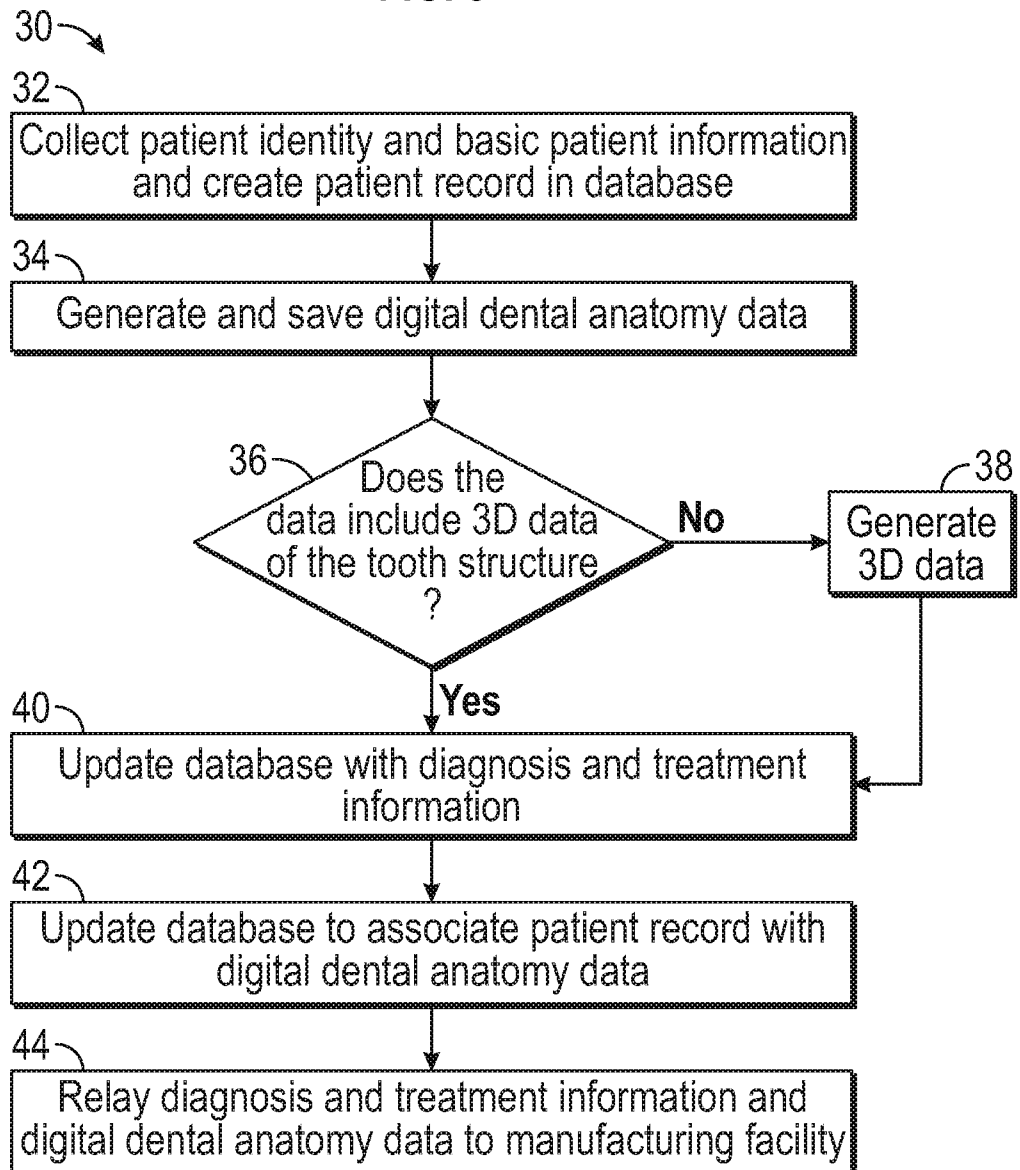 30
32
Collect patient identity and basic patient information
and create patient record in database
34
Generate and save digital dental anatomy data
36
Does the
data include 3D data
of the tooth structure
?
No
38
Generate
3D data
Yes
40
Update database with diagnosis and treatment
information
42
Update database to associate patient record with
digital dental anatomy data
44
Relay diagnosis and treatment information and
digital dental anatomy data to manufacturing facility